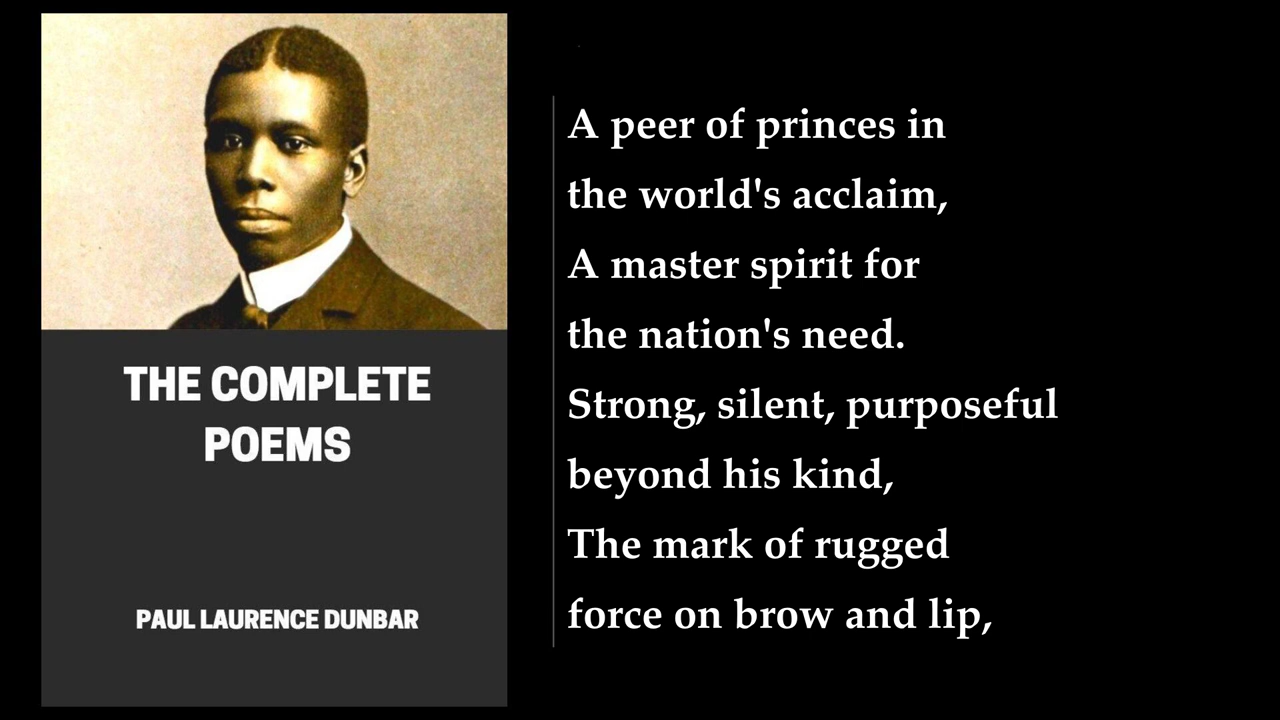 THE COMPLETE
POEMS
PAUL LAURENCE DUNBAR
A peer of princes in
the world's acclaim,
A master spirit for
the nation's need.
Strong, silent, purposeful
beyond his kind,
The mark of rugged
force on brow and lip,